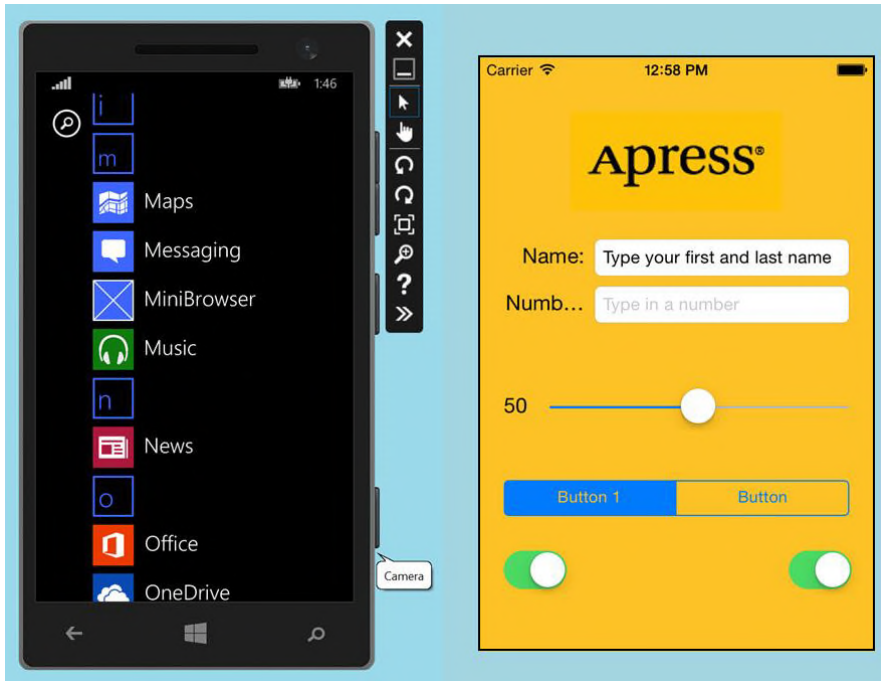 1:46
i
m
Maps
Messaging
MiniBrowser
Music
n
News
o
Office
OneDrive
Camera
?
Carrier
12:58 PM
Apress®
Name:
Type your first and last name
Numb...
Type in a number
50
Button 1
Button